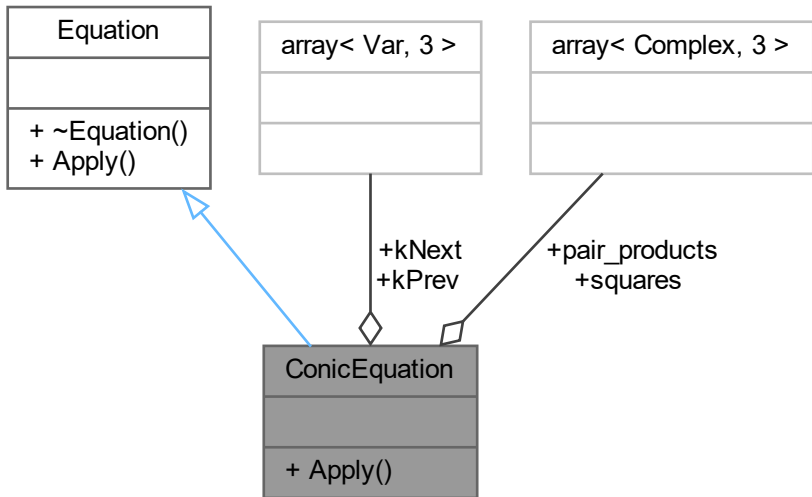 Equation
+ ~Equation()
+ Apply()
array< Var, 3 >
array< Complex, 3 >
+kNext
+kPrev
+pair_products
+squares
ConicEquation
+ Apply()